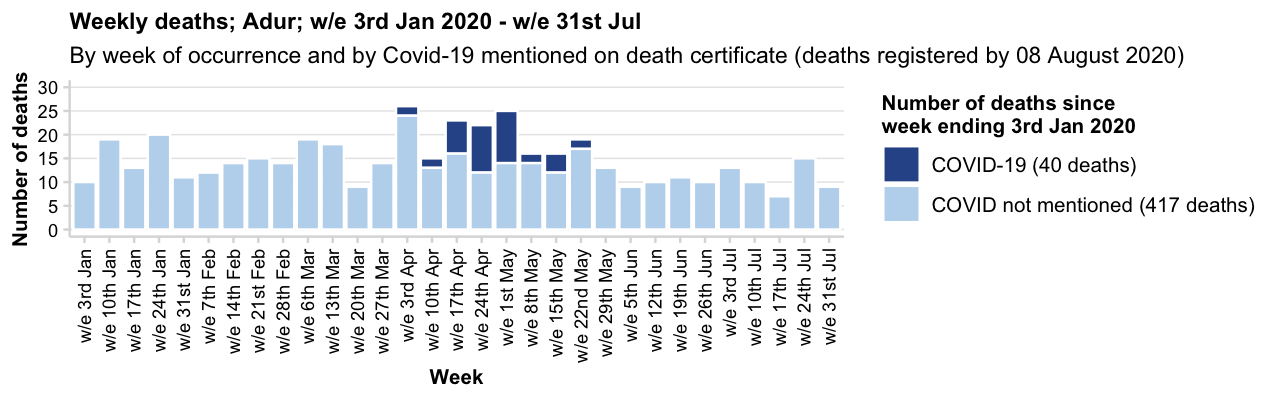 Weekly deaths; Adur; w/e 3rd Jan 2020 - w/e 31st Jul
By week of occurrence and by Covid-19 mentioned on death certificate (deaths registered by 08 August 2020)
Number of deaths
30
25
20
15
10
5
0
w/e 3rd Jan
w/e 10th Jan
w/e 17th Jan
w/e 24th Jan
w/e 31st Jan
w/e 7th Feb
w/e 14th Feb
w/e 21st Feb
w/e 28th Feb
w/e 6th Mar
w/e 13th Mar
w/e 20th Mar
w/e 27th Mar
w/e 3rd Apr
w/e 10th Apr
w/e 17th Apr
w/e 24th Apr
w/e 1st May
w/e 8th May
w/e 15th May
w/e 22nd May
w/e 29th May
w/e 5th Jun
w/e 12th Jun
w/e 19th Jun
w/e 26th Jun
w/e 3rd Jul
w/e 10th Jul
w/e 17th Jul
w/e 24th Jul
w/e 31st Jul
Week
Number of deaths since
week ending 3rd Jan 2020
COVID-19 (40 deaths)
COVID not mentioned (417 deaths)